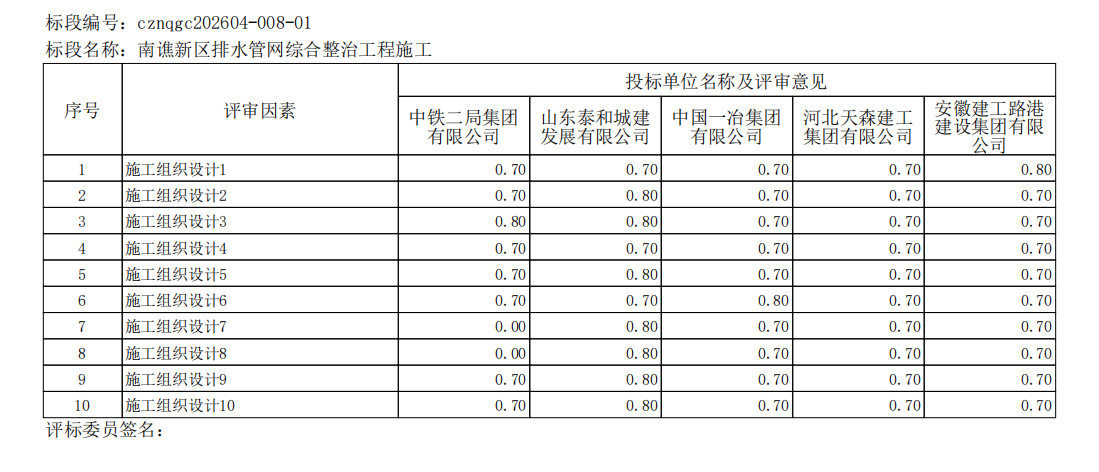 标段编号：cznqgc202604-008-01
标段名称：南谯新区排水管网综合整治工程施工
序号 评审因素 投标单位名称及评审意见
中铁二局集团有限公司 山东泰和城建发展有限公司 中国一冶集团有限公司 河北天森建工集团有限公司 安徽建工路港建设集团有限公司
1 施工组织设计1 0.70 0.70 0.70 0.70 0.80
2 施工组织设计2 0.70 0.80 0.70 0.70 0.70
3 施工组织设计3 0.80 0.80 0.70 0.70 0.70
4 施工组织设计4 0.70 0.70 0.70 0.70 0.70
5 施工组织设计5 0.70 0.80 0.70 0.70 0.70
6 施工组织设计6 0.70 0.70 0.80 0.70 0.70
7 施工组织设计7 0.00 0.80 0.70 0.70 0.70
8 施工组织设计8 0.00 0.80 0.70 0.70 0.70
9 施工组织设计9 0.70 0.80 0.70 0.70 0.70
10 施工组织设计10 0.70 0.80 0.70 0.70 0.70
评标委员签名：